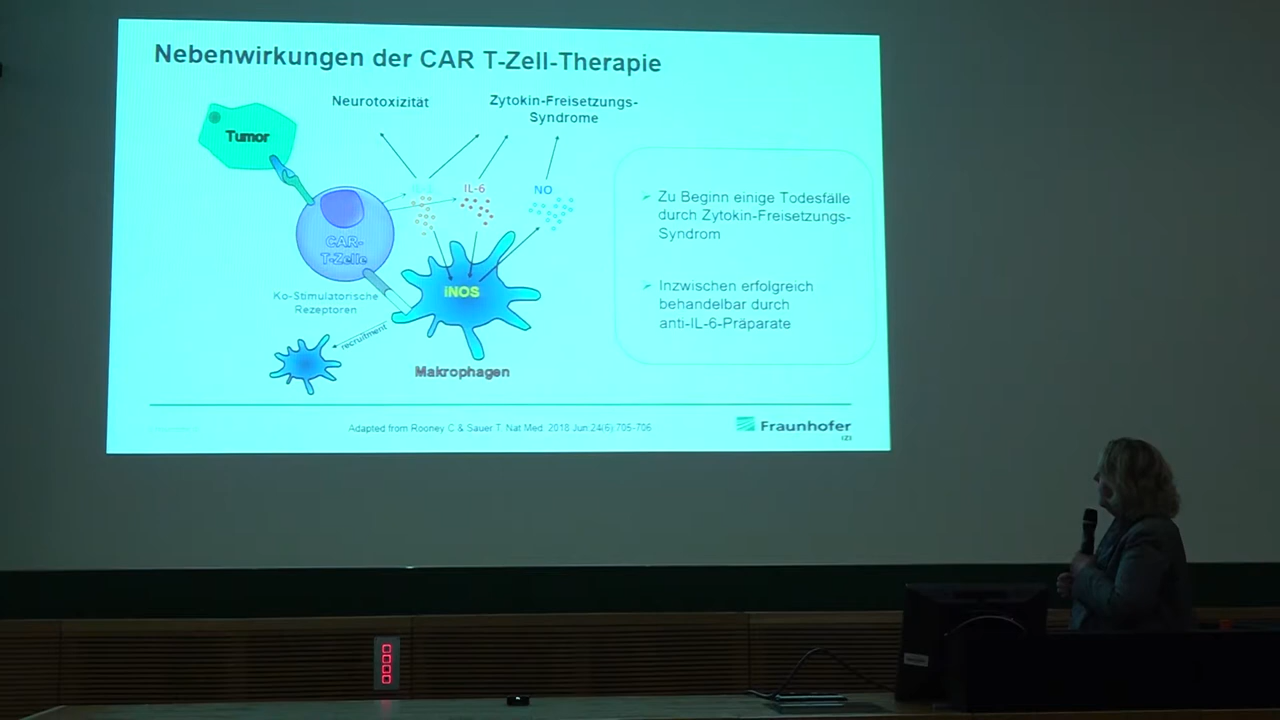 Nebenwirkungen der CAR T-Zell-Therapie
Neurotoxizität
Zytokin-Freisetzungs-
Syndrome
Tumor
IL-6
NO
CAR-
T-Zelle
iNOS
Ko-Stimulatorische
Rezeptoren
recruitment
Makrophagen
Zu Beginn einige Todesfälle
durch Zytokin-Freisetzungs-
Syndrom
Inzwischen erfolgreich
behandelbar durch
anti-IL-6-Präparate
Adapted from Rooney C & Sauer T. Nat Med. 2018 Jun;24(6):705-706
Fraunhofer
IZI